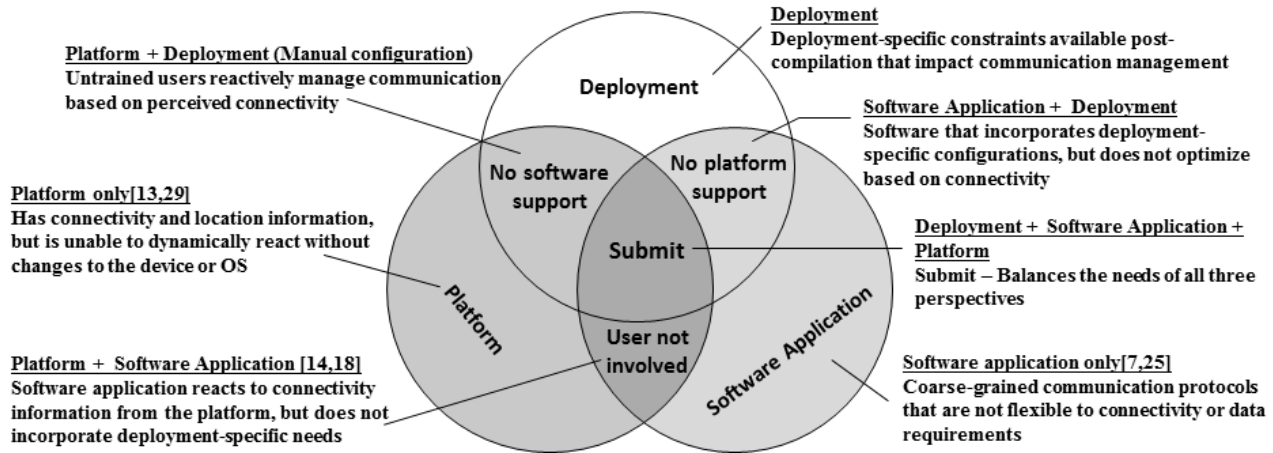 Platform + Deployment (Manual configuration)
Untrained users reactively manage communication
based on perceived connectivity
Platform only[13,29]
Has connectivity and location information,
but is unable to dynamically react without
changes to the device or OS
Platform + Software Application [14,18]
Software application reacts to connectivity
information from the platform, but does not
incorporate deployment-specific needs
Deployment
No software
support
No platform
support
Submit
Platform
User not
involved
Software Application
Deployment
Deployment-specific constraints available post-
compilation that impact communication management
Software Application + Deployment
Software that incorporates deployment-
specific configurations, but does not optimize
based on connectivity
Deployment + Software Application +
Platform
Submit – Balances the needs of all three
perspectives
Software application only[7,25]
Coarse-grained communication protocols
that are not flexible to connectivity or data
requirements